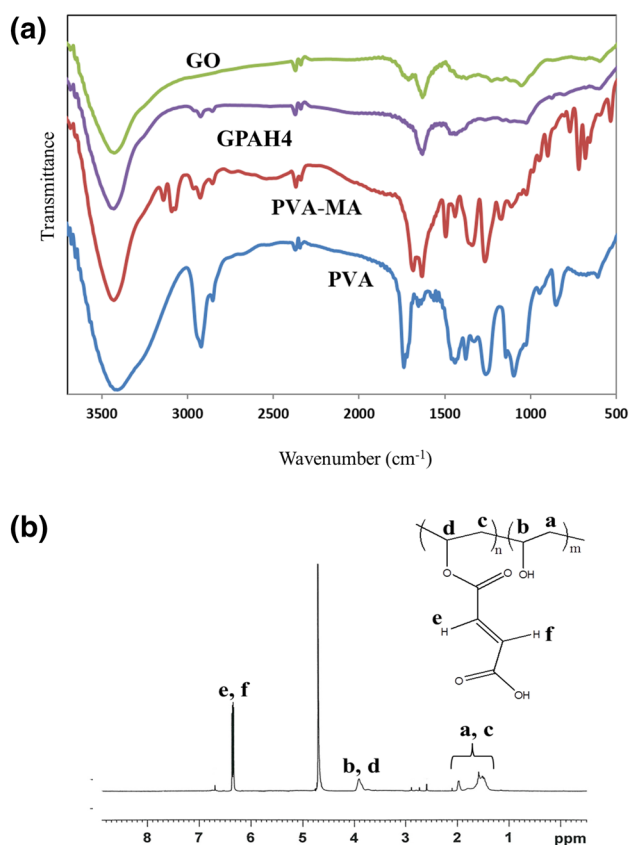 (a)
GO
GPAH4
PVA-MA
PVA
Transmittance
3500 3000 2500 2000 1500 1000 500
Wavenumber (cm-1)
(b)
d c b a
n m
O O OH
e H H f
O OH
e, f
b, d
a, c
8 7 6 5 4 3 2 1 ppm